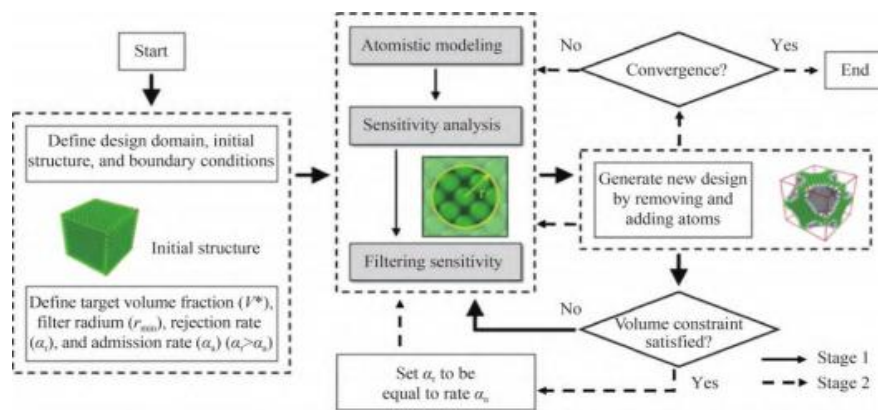 Start
Define design domain, initial
structure, and boundary conditions
Initial structure
Define target volume fraction (V*),
filter radium (rmin), rejection rate
(αr), and admission rate (αa) (αr>αa)
Atomistic modeling
Sensitivity analysis
r
Filtering sensitivity
No
Convergence?
Yes
End
Generate new design
by removing and
adding atoms
No
Volume constraint
satisfied?
Yes
Set αr to be
equal to rate αa
Stage 1
Stage 2